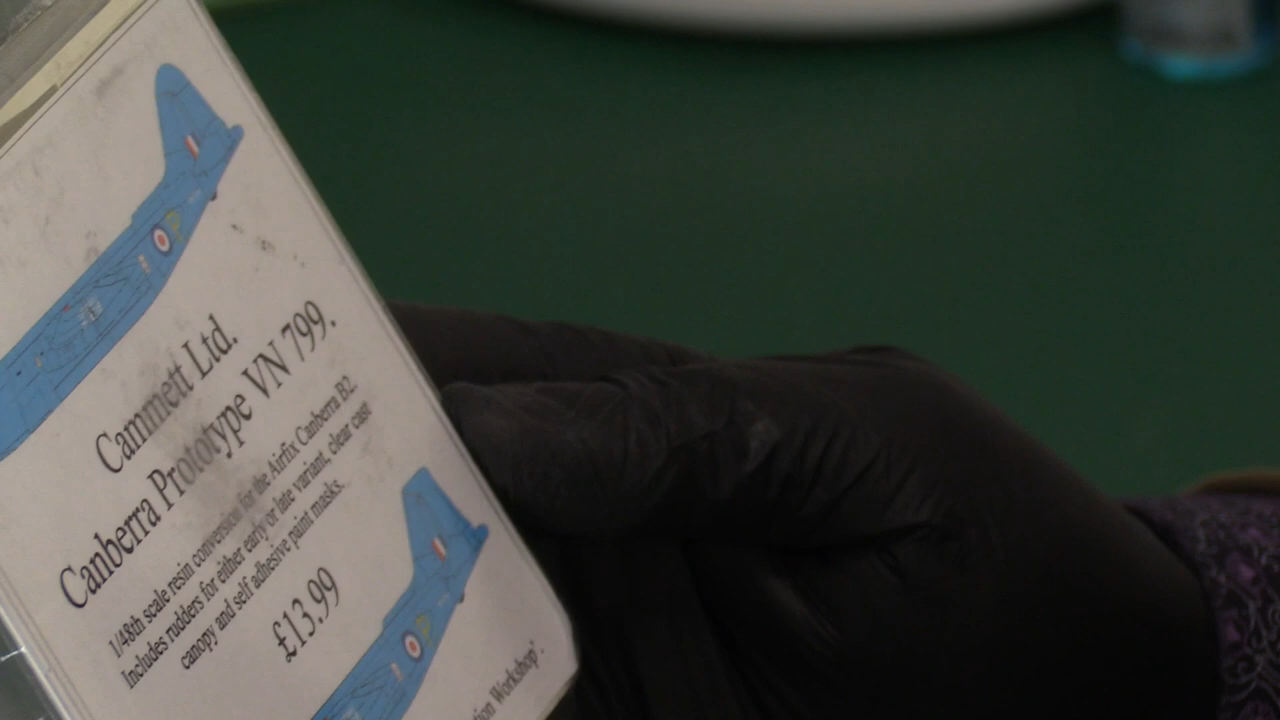 Cammett Ltd.
Canberra Prototype VN 799.
1/48th scale resin conversion for the Airfix Canberra B2.
Includes rudders for either early or late variant, clear cast
canopy and self adhesive paint masks.
£13.99
Workshop'.